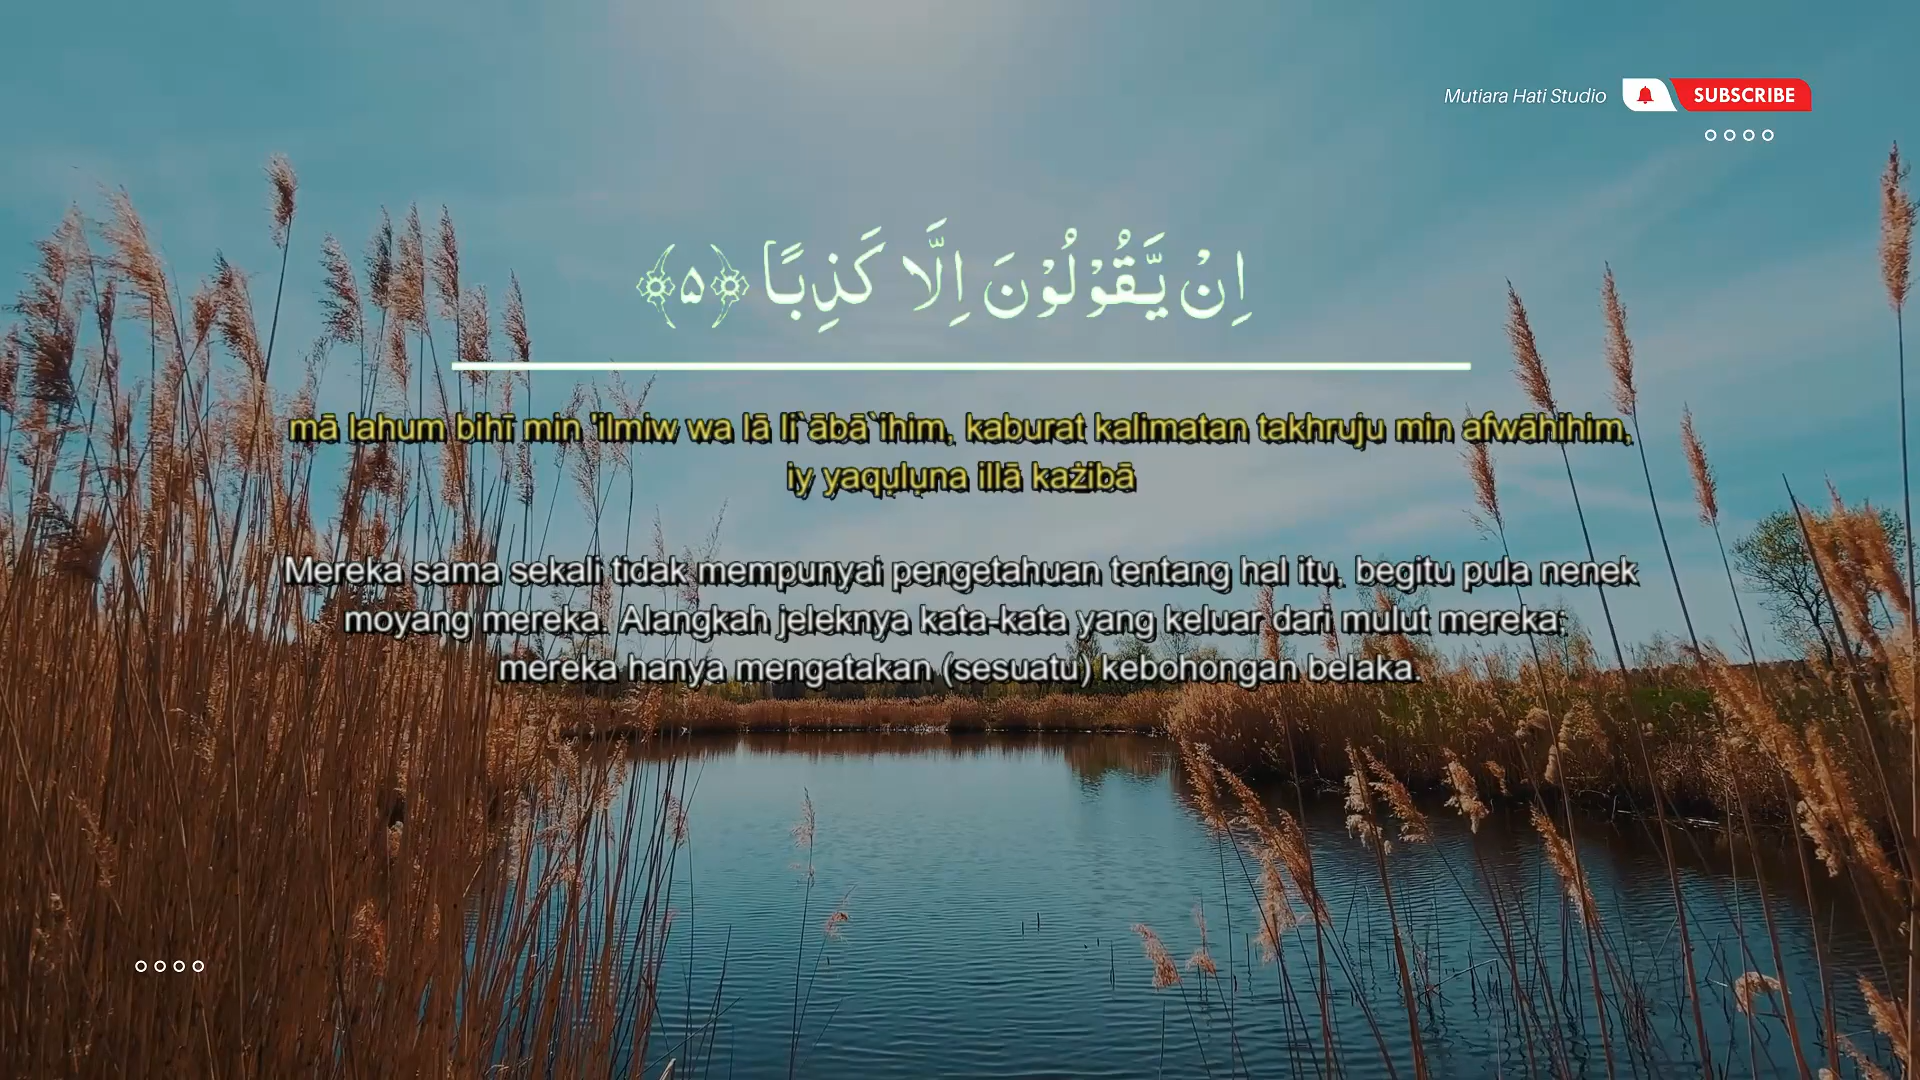 Mutiara Hati Studio
SUBSCRIBE
اِنْ يَّقُوْلُوْنَ اِلَّا كَذِبًا ﴿٥﴾
mā lahum bihī min 'ilmiw wa lā li`ābā`ihim, kaburat kalimatan takhruju min afwāhihim,
iy yaqụlụna illā każibā
Mereka sama sekali tidak mempunyai pengetahuan tentang hal itu, begitu pula nenek
moyang mereka. Alangkah jeleknya kata-kata yang keluar dari mulut mereka;
mereka hanya mengatakan (sesuatu) kebohongan belaka.